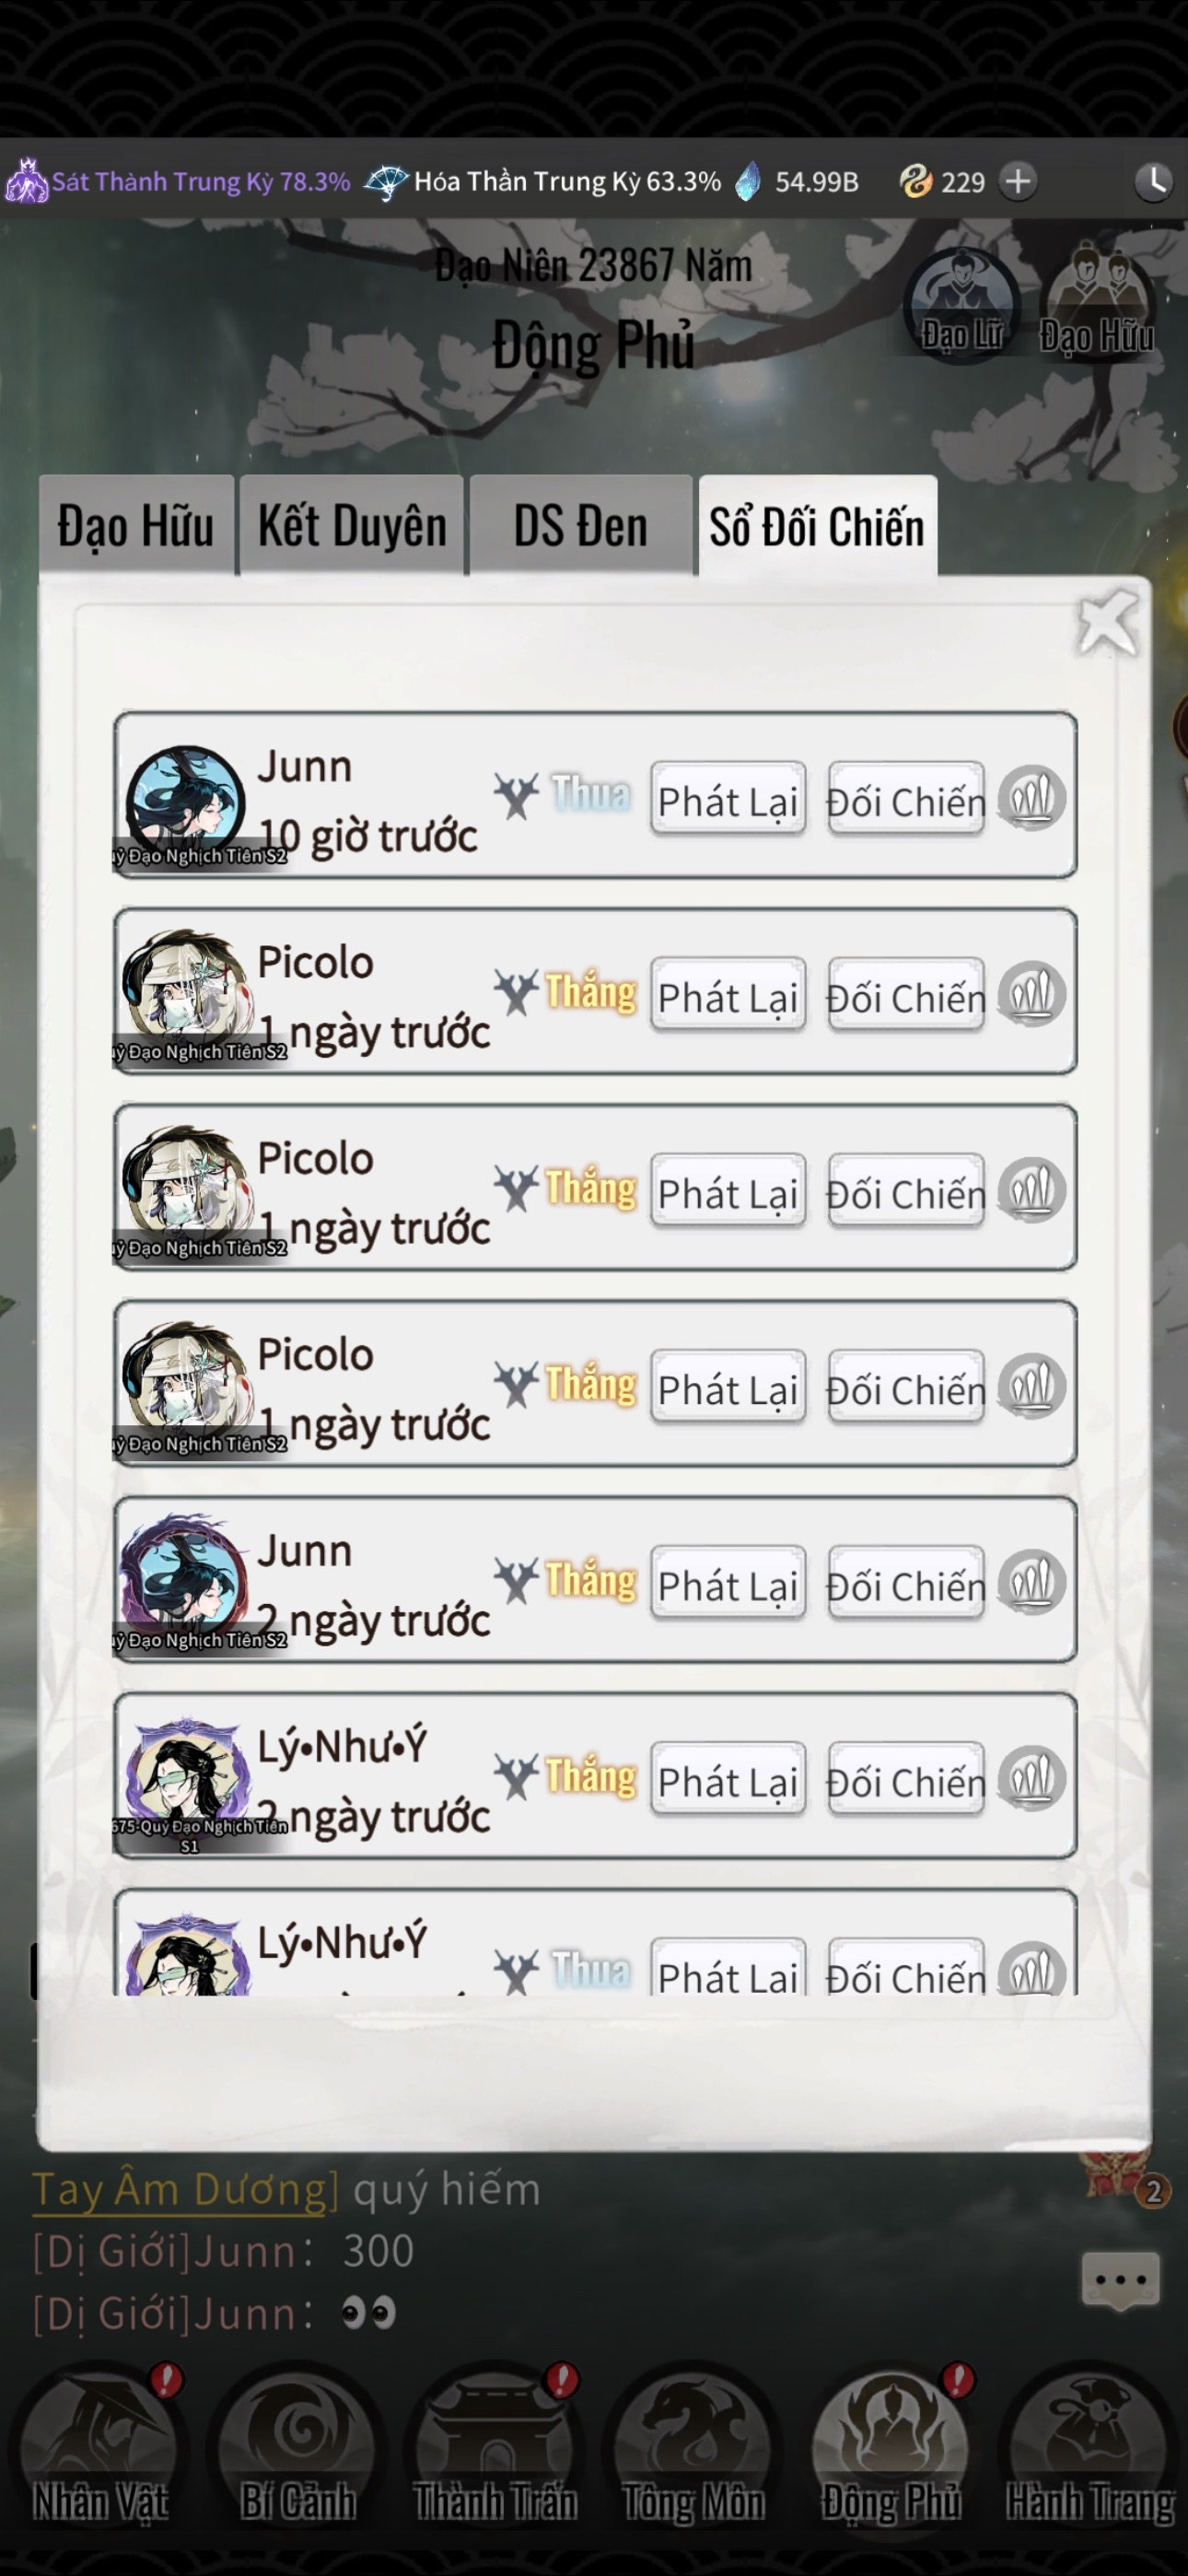 Sát Thành Trung Kỳ 78.3% Hóa Thần Trung Kỳ 63.3% 54.99B 229
Đạo Niên 23867 Năm
Động Phủ
Đạo Lữ Đạo Hữu
Đạo Hữu Kết Duyên DS Đen Sổ Đối Chiến
Junn
10 giờ trước
Đạo Nghịch Tiên S2
Thua Phát Lại Đối Chiến
Picolo
1 ngày trước
Đạo Nghịch Tiên S2
Thắng Phát Lại Đối Chiến
Picolo
1 ngày trước
Đạo Nghịch Tiên S2
Thắng Phát Lại Đối Chiến
Picolo
1 ngày trước
Đạo Nghịch Tiên S2
Thắng Phát Lại Đối Chiến
Junn
2 ngày trước
Đạo Nghịch Tiên S2
Thắng Phát Lại Đối Chiến
Lý•Như•Ý
2 ngày trước
675-Quỷ Đạo Nghịch Tiên
S1
Thắng Phát Lại Đối Chiến
Lý•Như•Ý
Thua Phát Lại Đối Chiến
Tay Âm Dương] quý hiếm
2
[Dị Giới]Junn: 300
[Dị Giới]Junn: 👀
Nhân Vật Bí Cảnh Thành Trấn Tông Môn Động Phủ Hành Trang